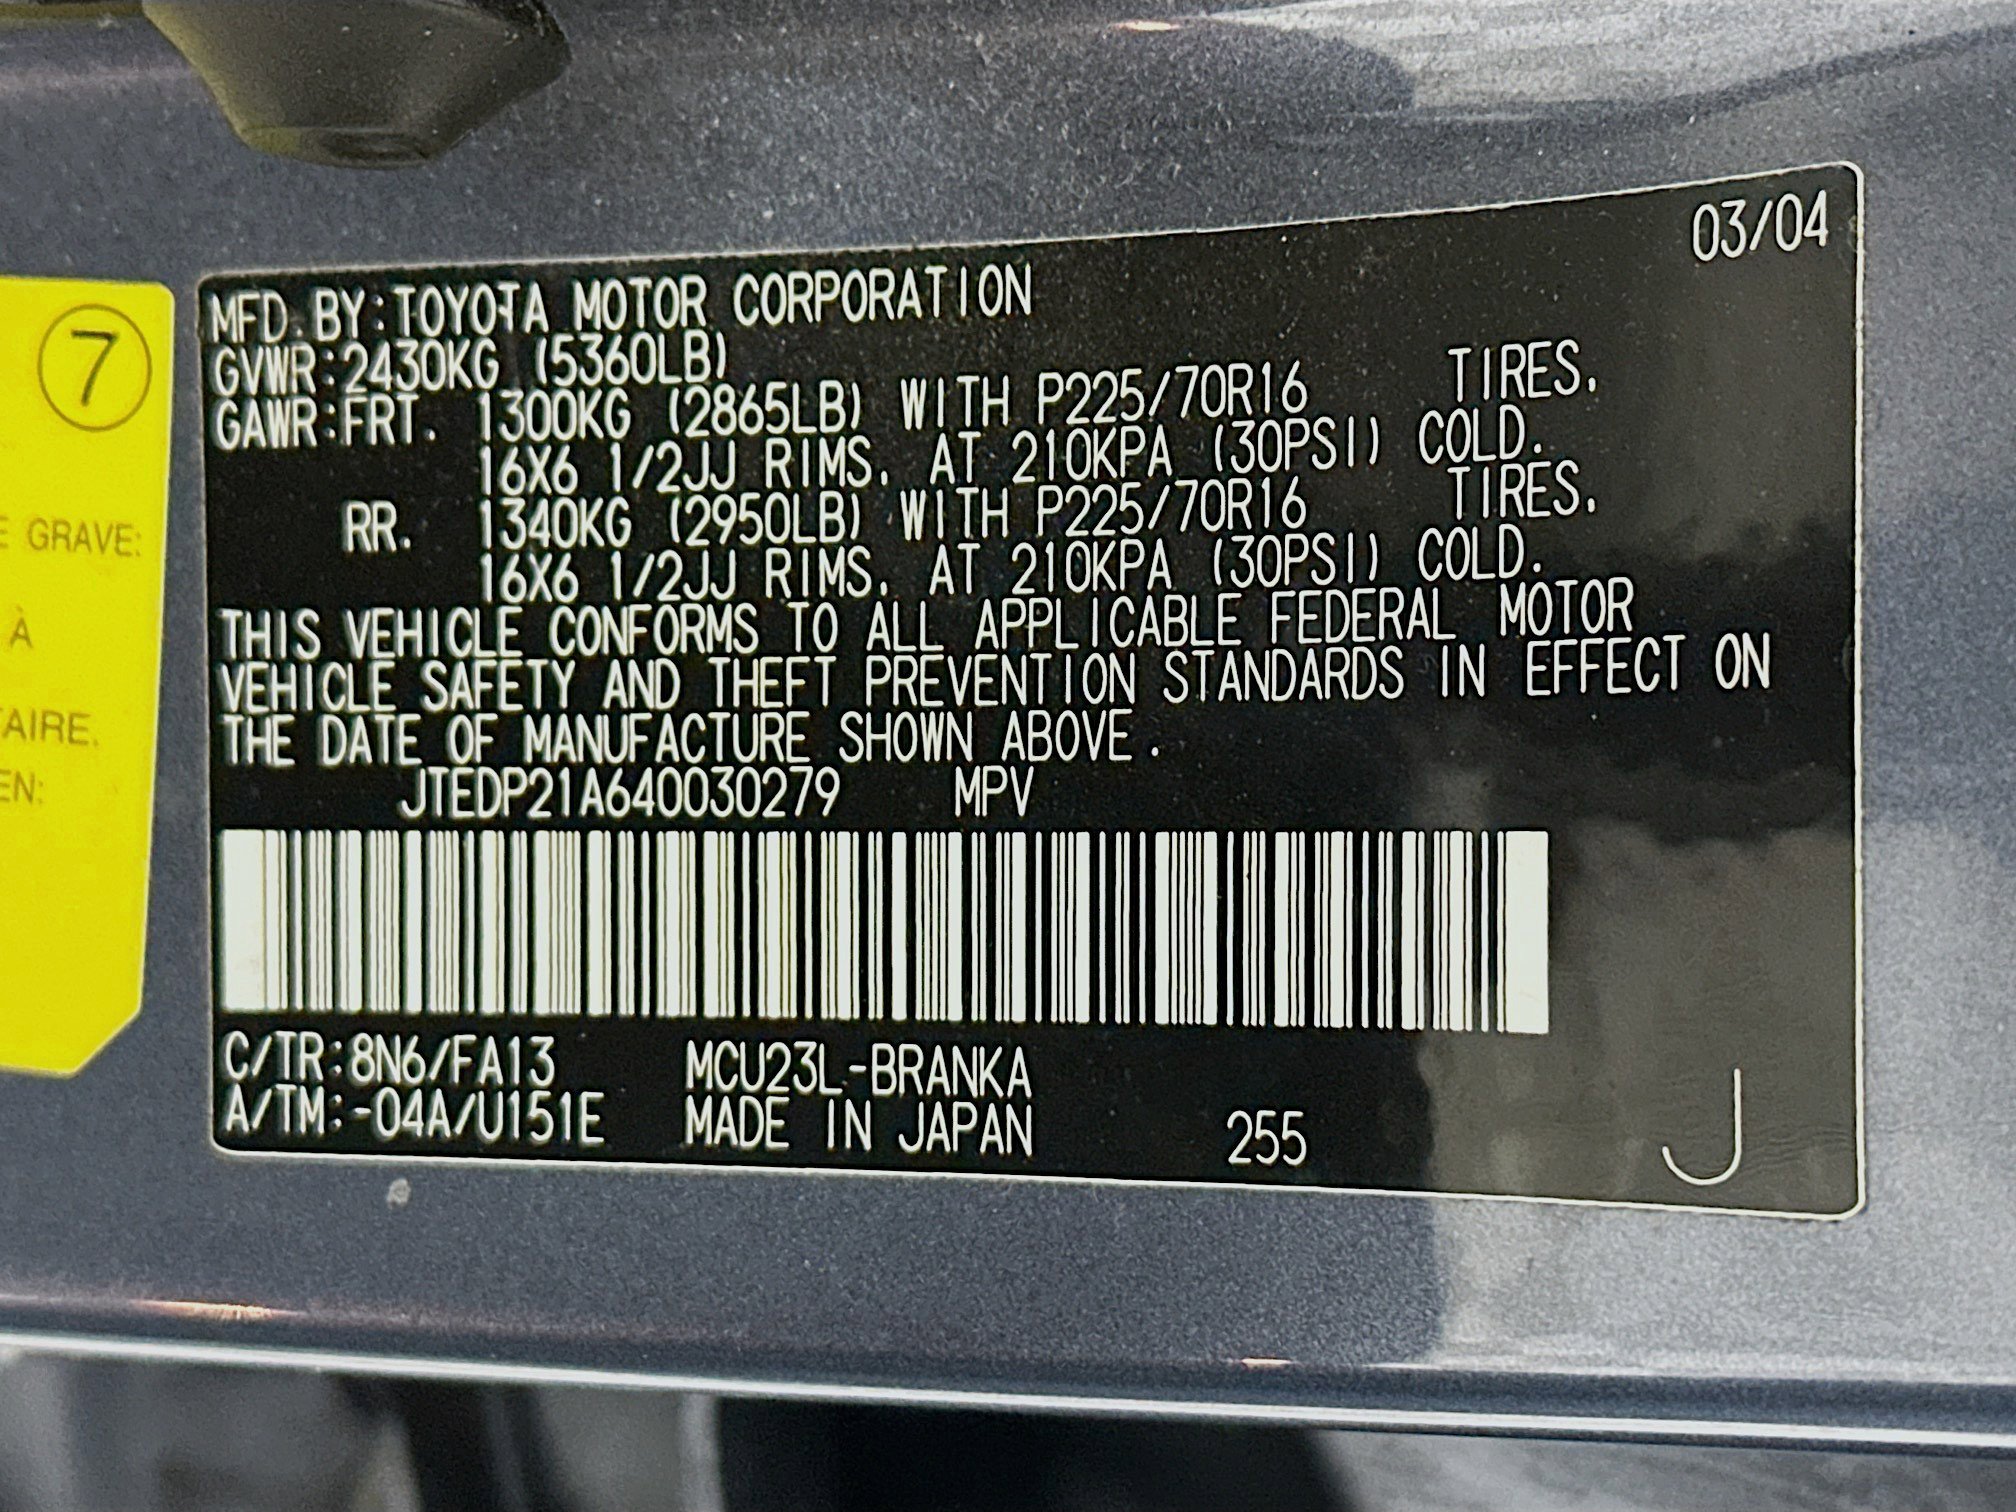 7
E GRAVE:
À
TAIRE.
EN:
03/04
MFD. BY:TOYOTA MOTOR CORPORATION
GVWR:2430KG (5360LB)
GAWR:FRT. 1300KG (2865LB) WITH P225/70R16 TIRES.
16X6 1/2JJ RIMS. AT 210KPA (30PSI) COLD.
RR. 1340KG (2950LB) WITH P225/70R16 TIRES.
16X6 1/2JJ RIMS. AT 210KPA (30PSI) COLD.
THIS VEHICLE CONFORMS TO ALL APPLICABLE FEDERAL MOTOR
VEHICLE SAFETY AND THEFT PREVENTION STANDARDS IN EFFECT ON
THE DATE OF MANUFACTURE SHOWN ABOVE.
JTEDP21A640030279 MPV
C/TR:8N6/FA13 MCU23L-BRANKA
A/TM:-04A/U151E MADE IN JAPAN 255 J